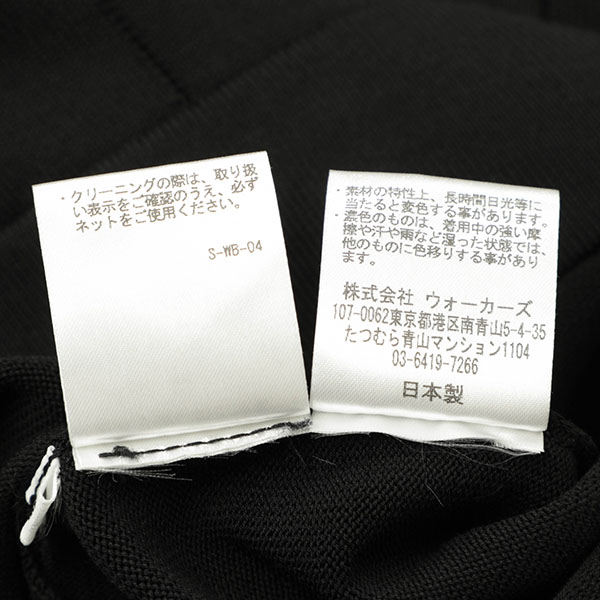 ・クリーニングの際は、取り扱
い表示をご確認のうえ、必ず
ネットをご使用ください。
S-WB-04
・素材の特性上、長時間日光等に
当たると変色する事があります。
・濃色のものは、着用中の強い摩
擦や汗や雨など湿った状態では、
他のものに色移りする事があり
ます。
株式会社 ウォーカーズ
107-0062東京都港区南青山5-4-35
たつむら青山マンション1104
03-6419-7266
日本製